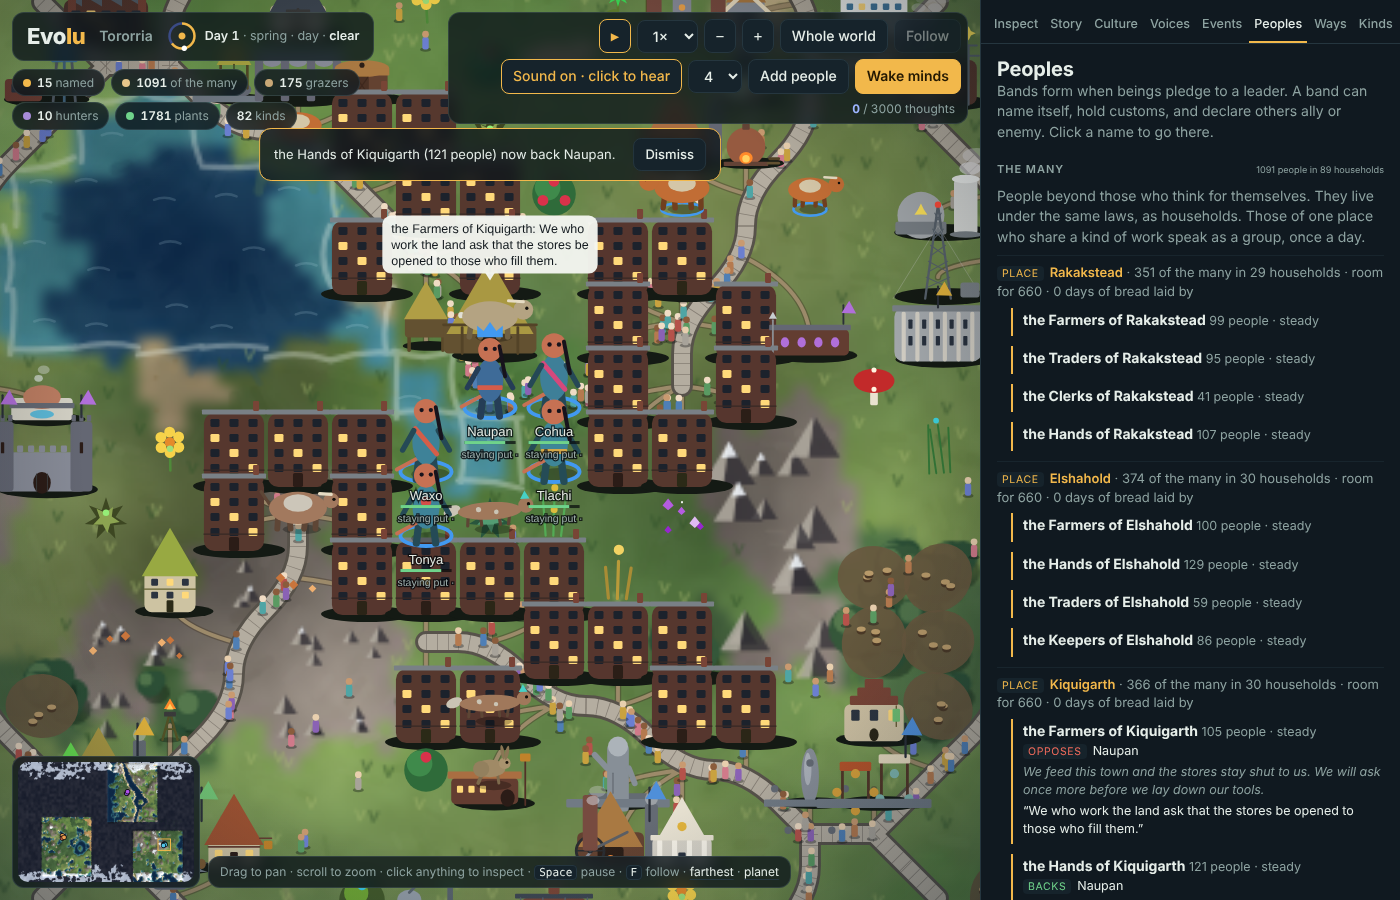 Evolu Tororria Day 1 · spring · day · clear
15 named 1091 of the many 175 grazers
10 hunters 1781 plants 82 kinds
▶ 1× − + Whole world Follow
Sound on · click to hear 4 Add people Wake minds
0 / 3000 thoughts
the Hands of Kiquigarth (121 people) now back Naupan. Dismiss
the Farmers of Kiquigarth: We who
work the land ask that the stores be
opened to those who fill them.
Naupan Cohua
staying put · staying put ·
Waxo Tlachi
staying put · staying put ·
Tonya
staying put ·
Drag to pan · scroll to zoom · click anything to inspect · Space pause · F follow · farthest · planet
Inspect Story Culture Voices Events Peoples Ways Kinds
Peoples
Bands form when beings pledge to a leader. A band can
name itself, hold customs, and declare others ally or
enemy. Click a name to go there.
THE MANY 1091 people in 89 households
People beyond those who think for themselves. They live
under the same laws, as households. Those of one place
who share a kind of work speak as a group, once a day.
PLACE Rakakstead · 351 of the many in 29 households · room
for 660 · 0 days of bread laid by
the Farmers of Rakakstead 99 people · steady
the Traders of Rakakstead 95 people · steady
the Clerks of Rakakstead 41 people · steady
the Hands of Rakakstead 107 people · steady
PLACE Elshahold · 374 of the many in 30 households · room
for 660 · 0 days of bread laid by
the Farmers of Elshahold 100 people · steady
the Hands of Elshahold 129 people · steady
the Traders of Elshahold 59 people · steady
the Keepers of Elshahold 86 people · steady
PLACE Kiquigarth · 366 of the many in 30 households · room
for 660 · 0 days of bread laid by
the Farmers of Kiquigarth 105 people · steady
OPPOSES Naupan
We feed this town and the stores stay shut to us. We will ask
once more before we lay down our tools.
“We who work the land ask that the stores be opened to
those who fill them.”
the Hands of Kiquigarth 121 people · steady
BACKS Naupan